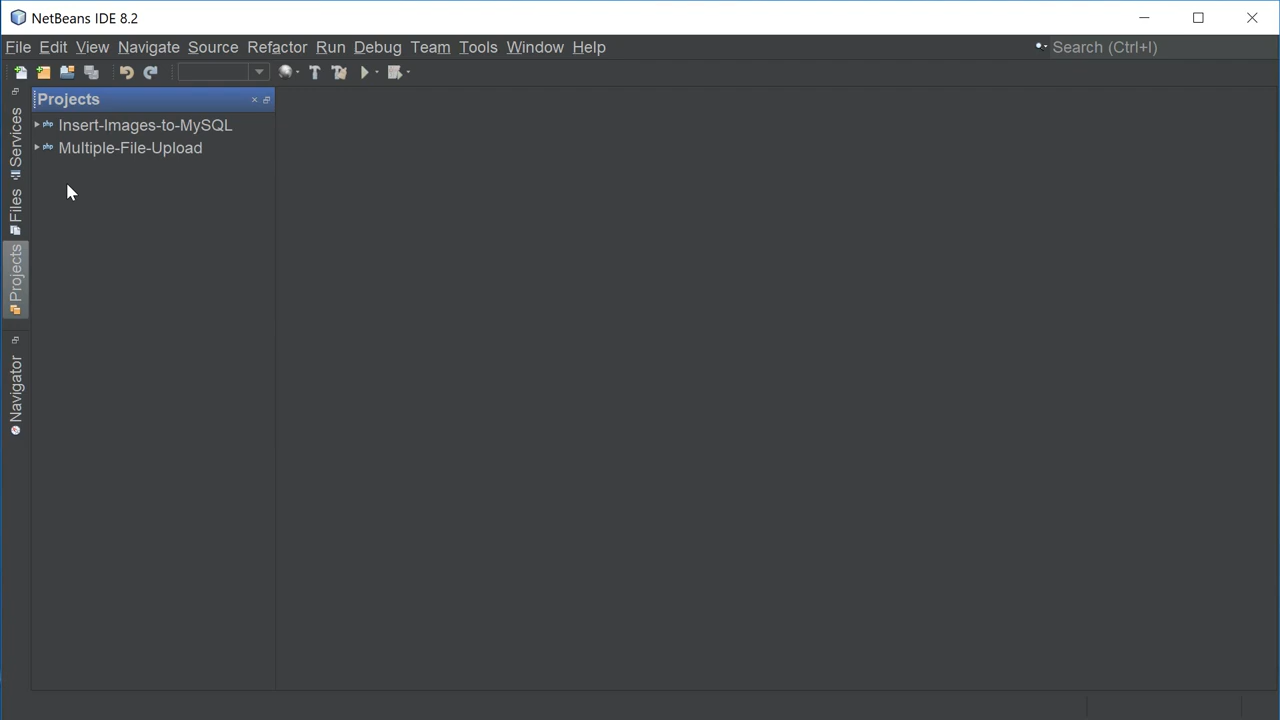 NetBeans IDE 8.2
File Edit View Navigate Source Refactor Run Debug Team Tools Window Help
Search (Ctrl+I)
Projects
Insert-Images-to-MySQL
Multiple-File-Upload
Services
Files
Projects
Navigator